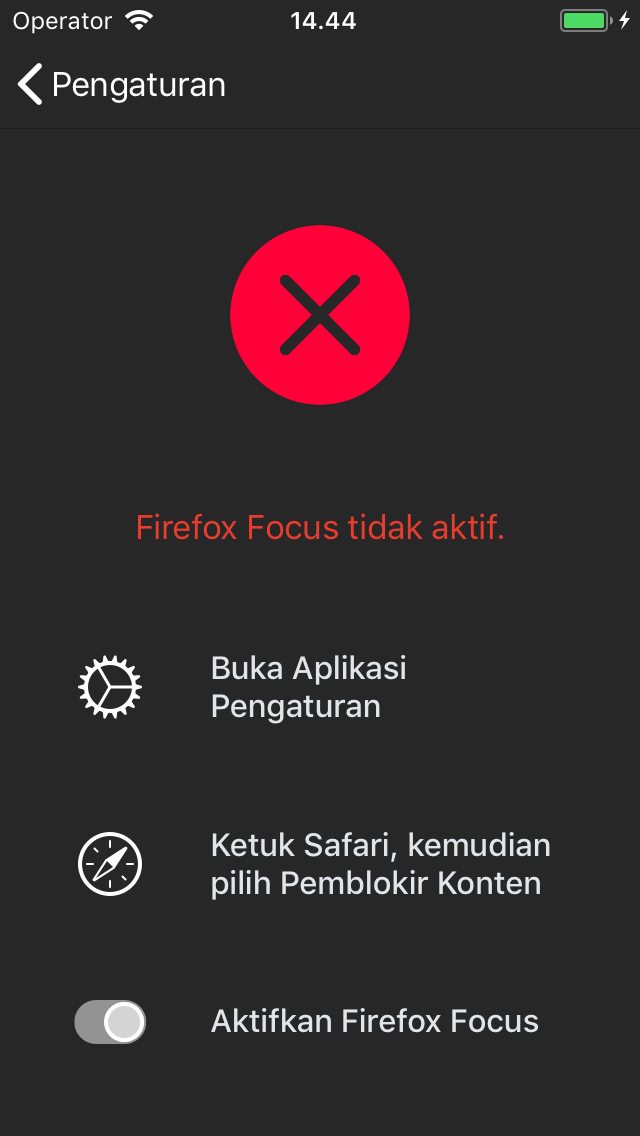 Operator 14.44
Pengaturan
Firefox Focus tidak aktif.
Buka Aplikasi
Pengaturan
Ketuk Safari, kemudian
pilih Pemblokir Konten
Aktifkan Firefox Focus